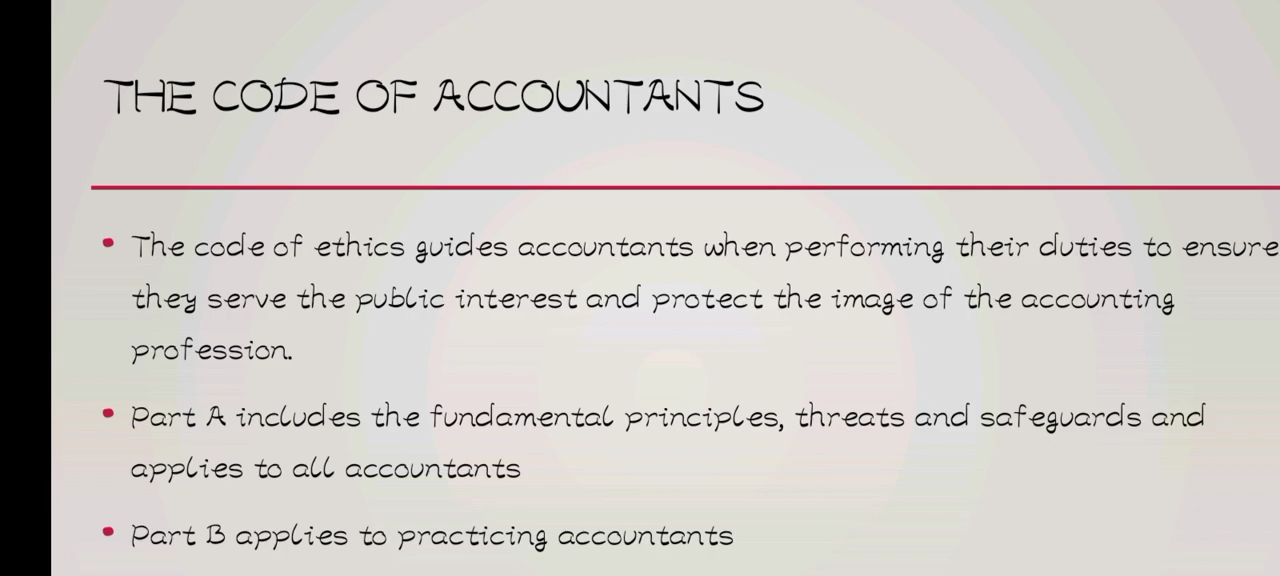 THE CODE OF ACCOUNTANTS
• The code of ethics guides accountants when performing their duties to ensure
they serve the public interest and protect the image of the accounting
profession.
• Part A includes the fundamental principles, threats and safeguards and
applies to all accountants
• Part B applies to practicing accountants